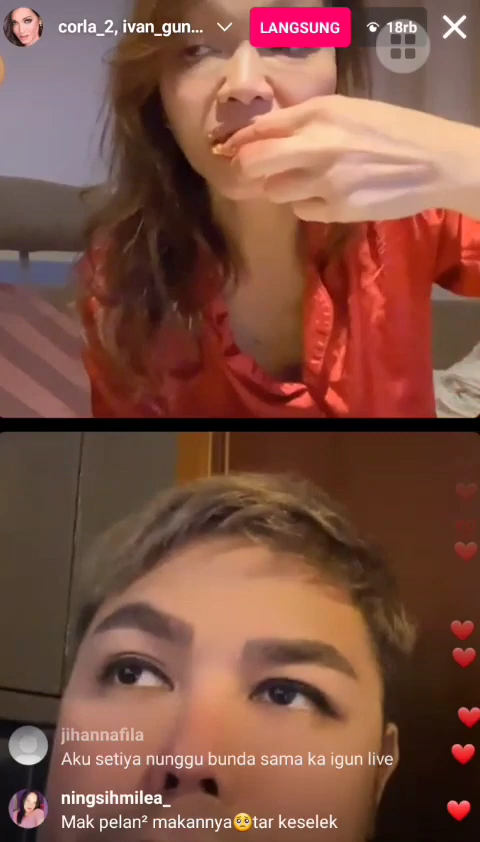 corla_2, ivan_gun...
LANGSUNG
18rb
jihannafila
Aku setiya nunggu bunda sama ka igun live
ningsihmilea_
Mak pelan² makannya🥺tar keselek